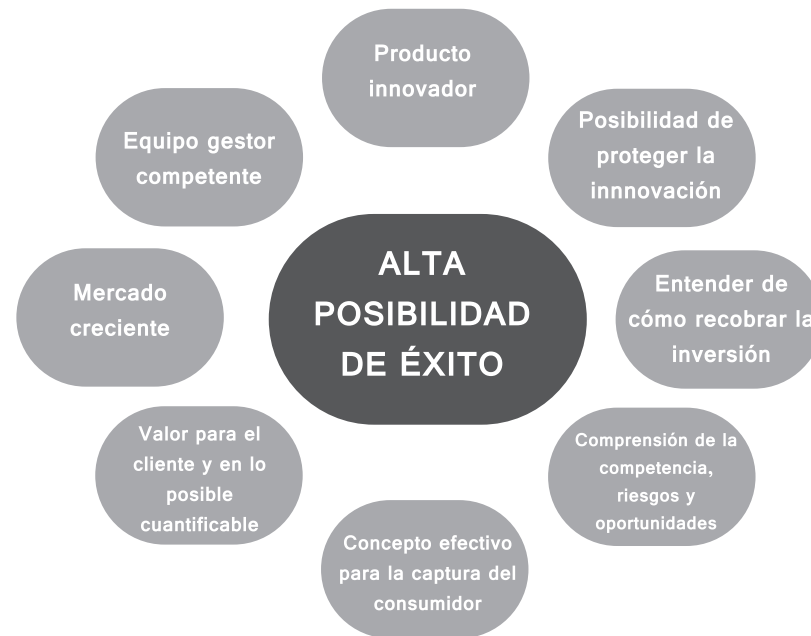 Producto
innovador
Posibilidad de
proteger la
innnovación
Entender de
cómo recobrar la
inversión
Comprensión de la
competencia,
riesgos y
oportunidades
Concepto efectivo
para la captura del
consumidor
Valor para el
cliente y en lo
posible
cuantificable
Mercado
creciente
Equipo gestor
competente
ALTA
POSIBILIDAD
DE ÉXITO